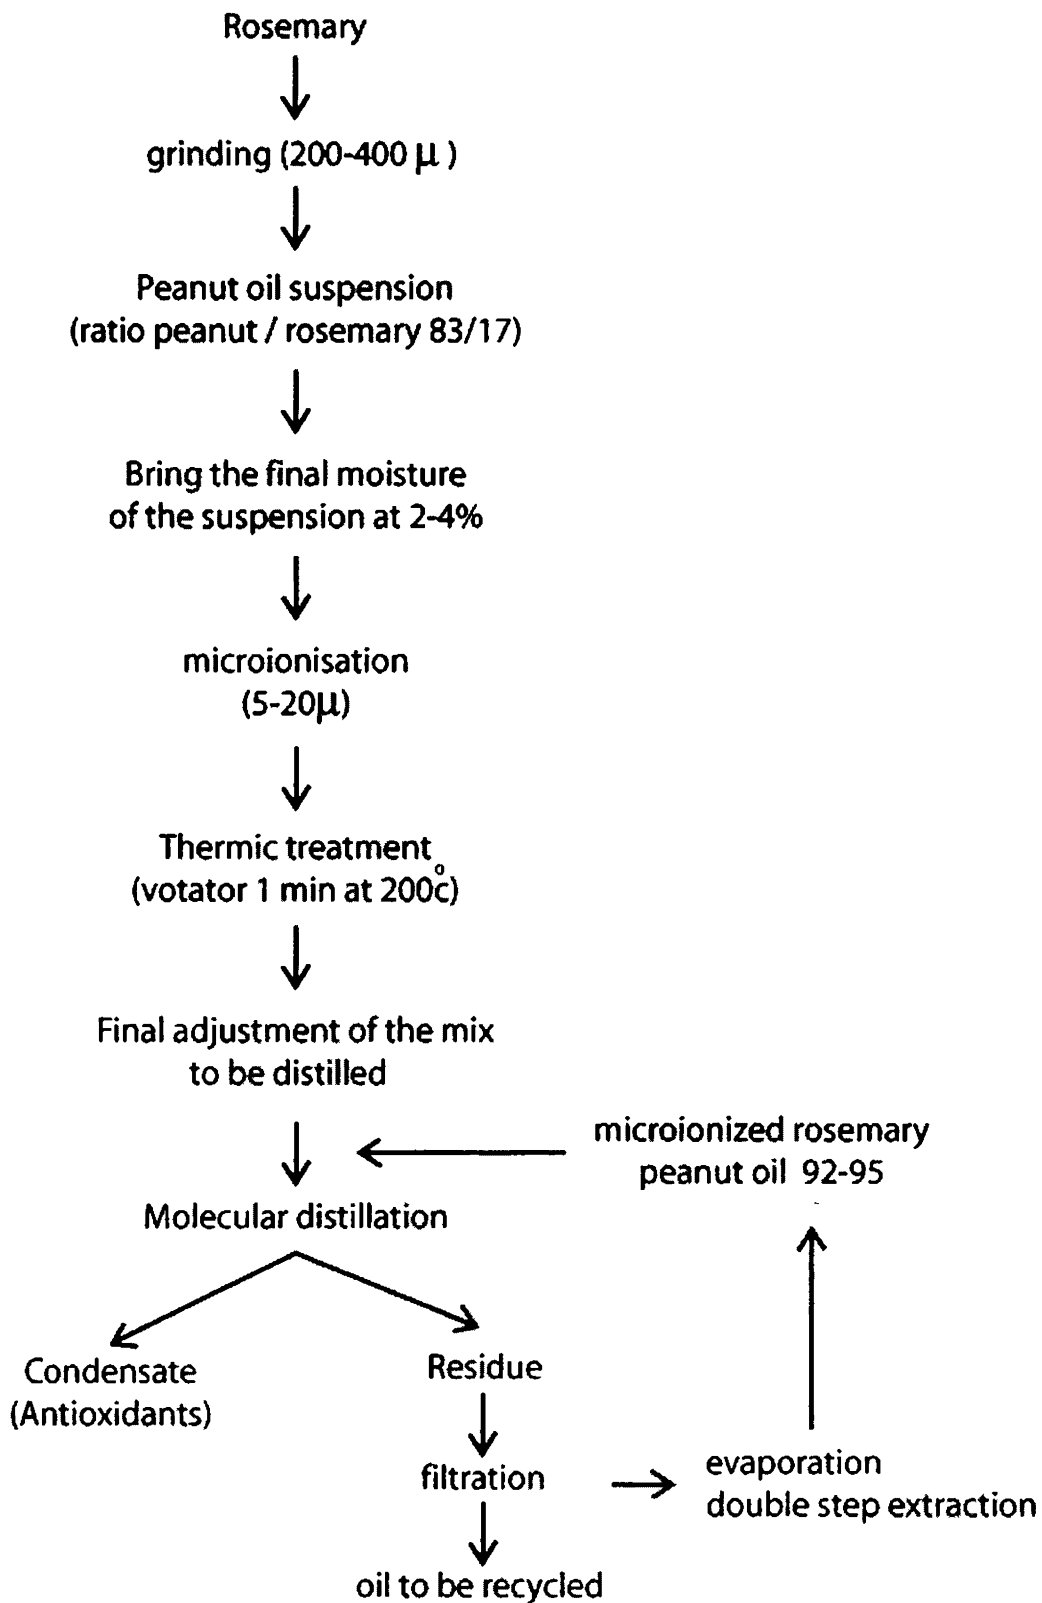 Rosemary
grinding (200-400 μ )
Peanut oil suspension
(ratio peanut / rosemary 83/17)
Bring the final moisture
of the suspension at 2-4%
microionisation
(5-20μ)
Thermic treatment
(votator 1 min at 200c°)
Final adjustment of the mix
to be distilled
microionized rosemary
peanut oil 92-95
Molecular distillation
Condensate
(Antioxidants)
Residue
filtration
evaporation
double step extraction
oil to be recycled